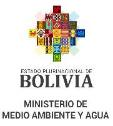 ESTADO PLURINACIONAL DE
BOLIVIA
MINISTERIO DE
MEDIO AMBIENTE Y AGUA